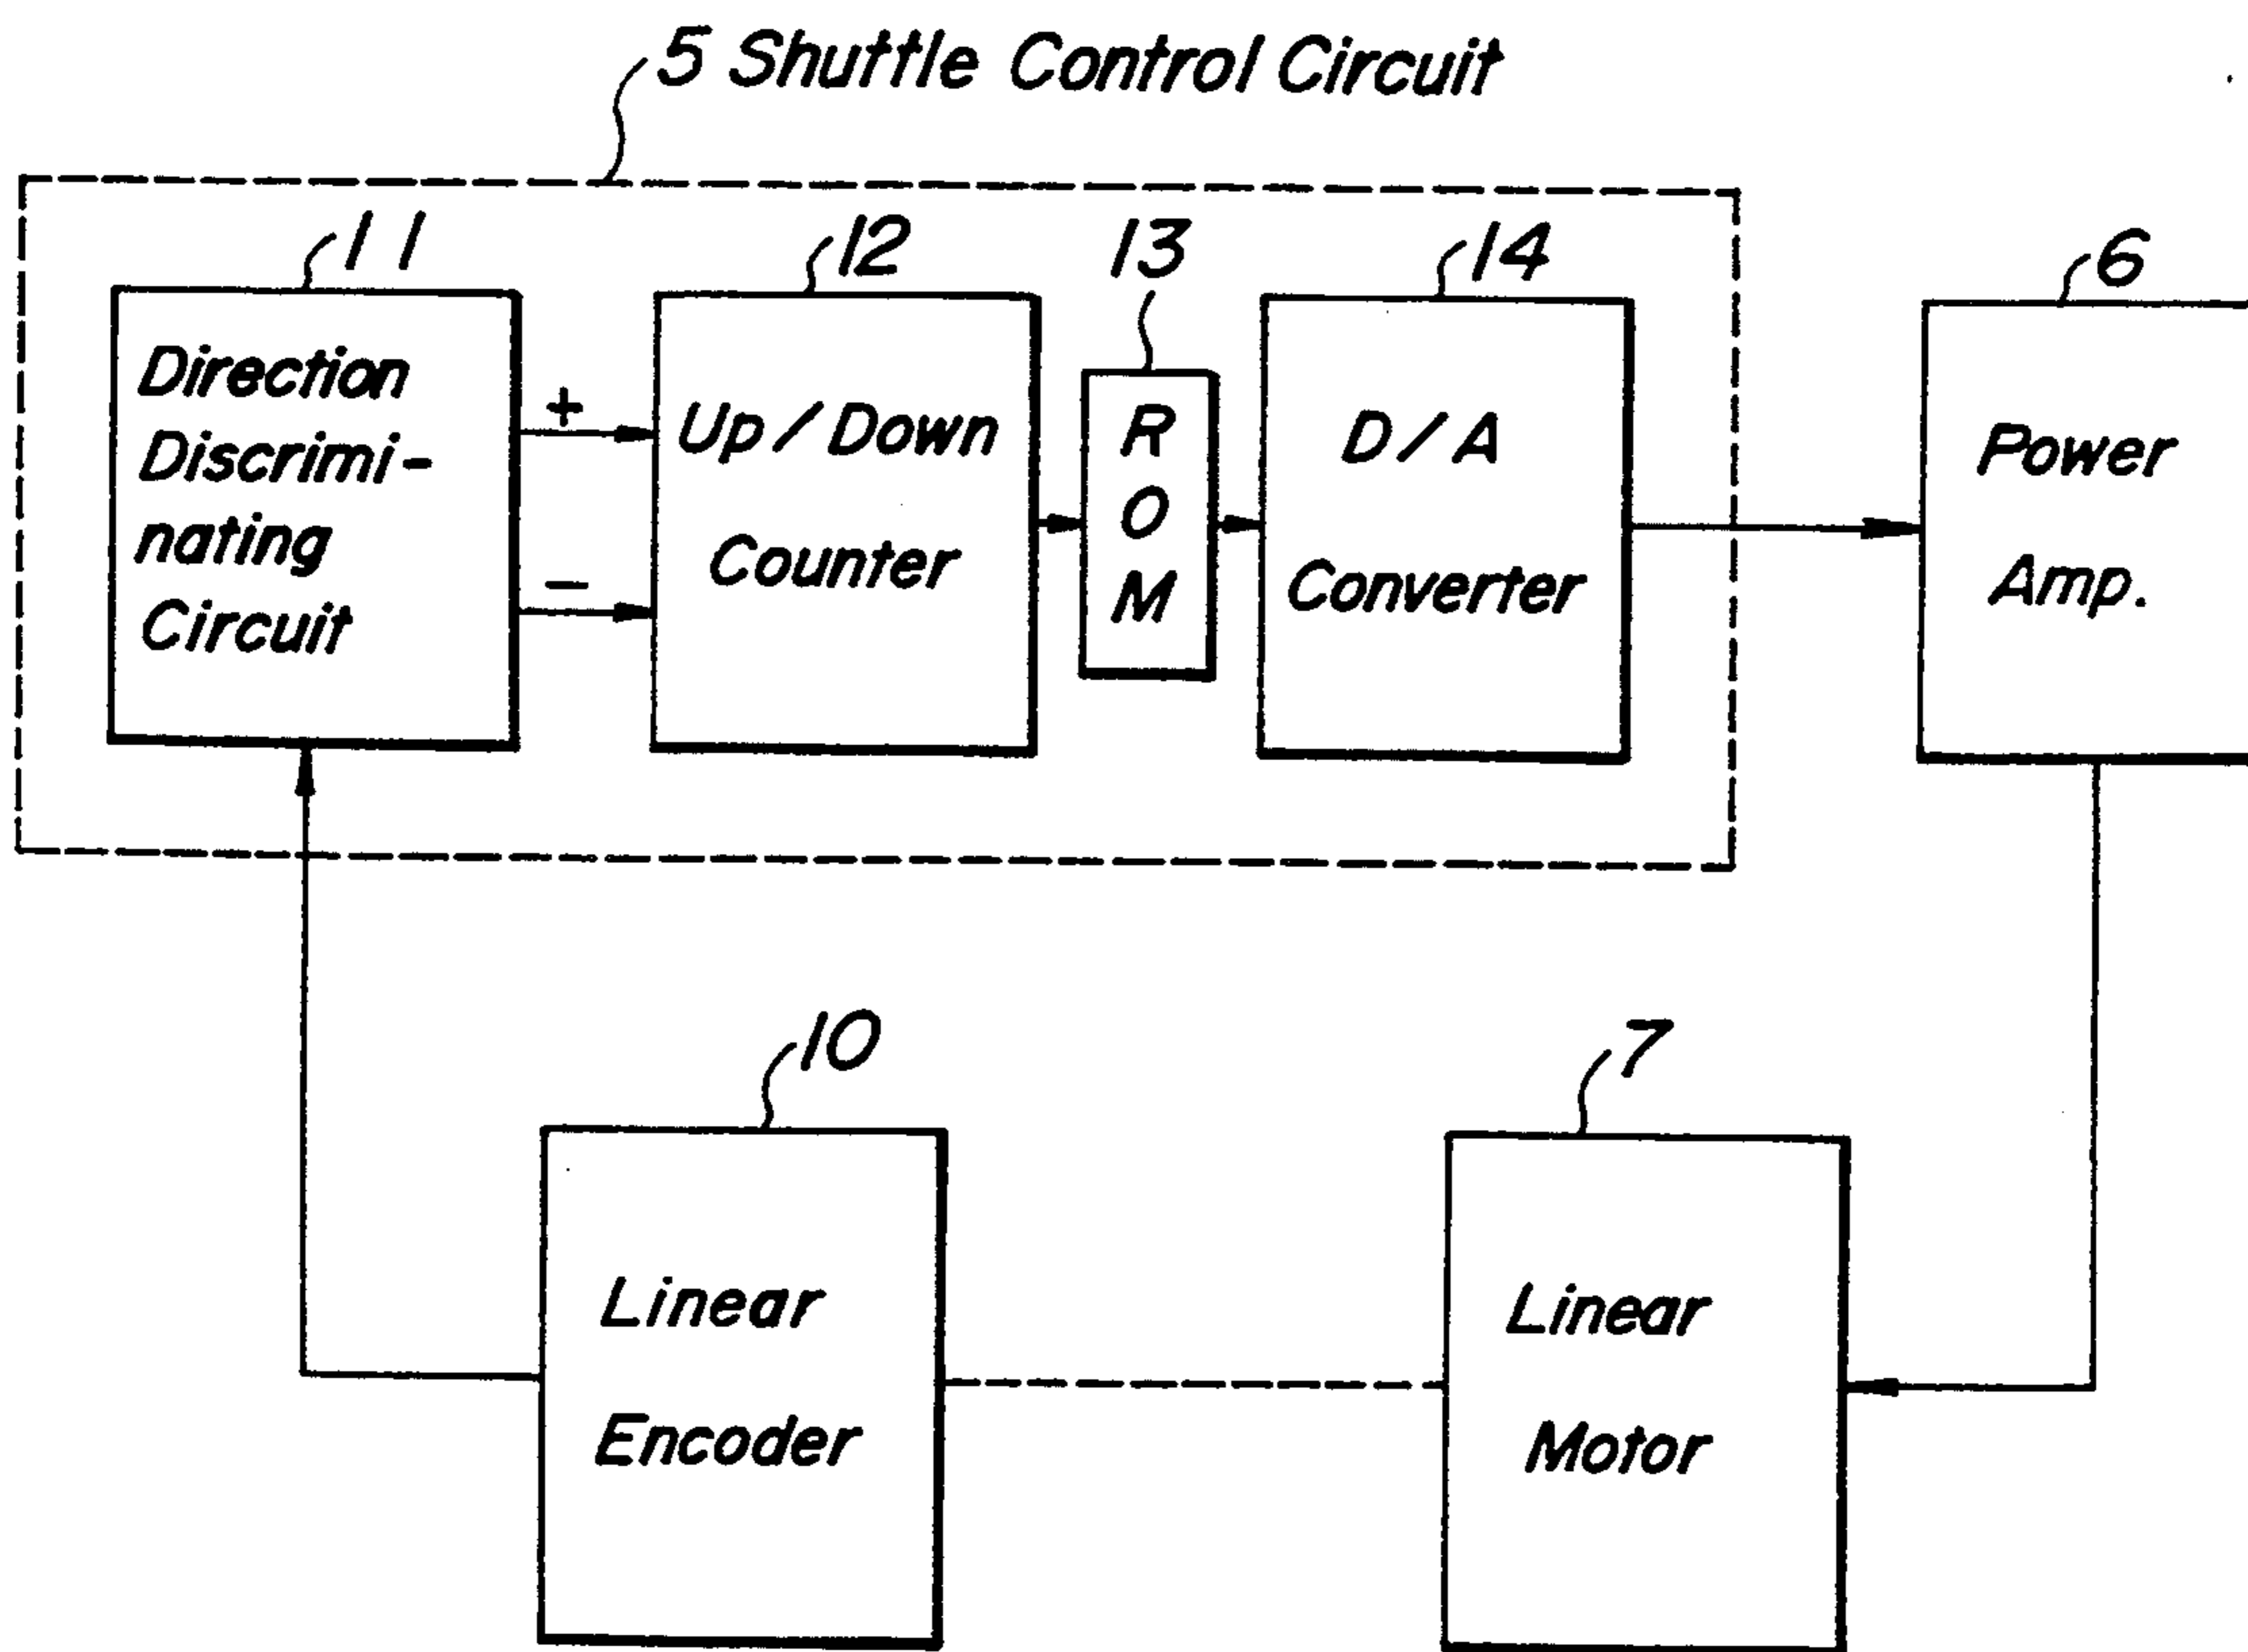 5 Shuttle Control Circuit
11
12
13
14
6
Direction
Discrimi-
nating
Circuit
+
-
Up/Down
Counter
R
O
M
D/A
Converter
Power
Amp.
10
7
Linear
Encoder
Linear
Motor